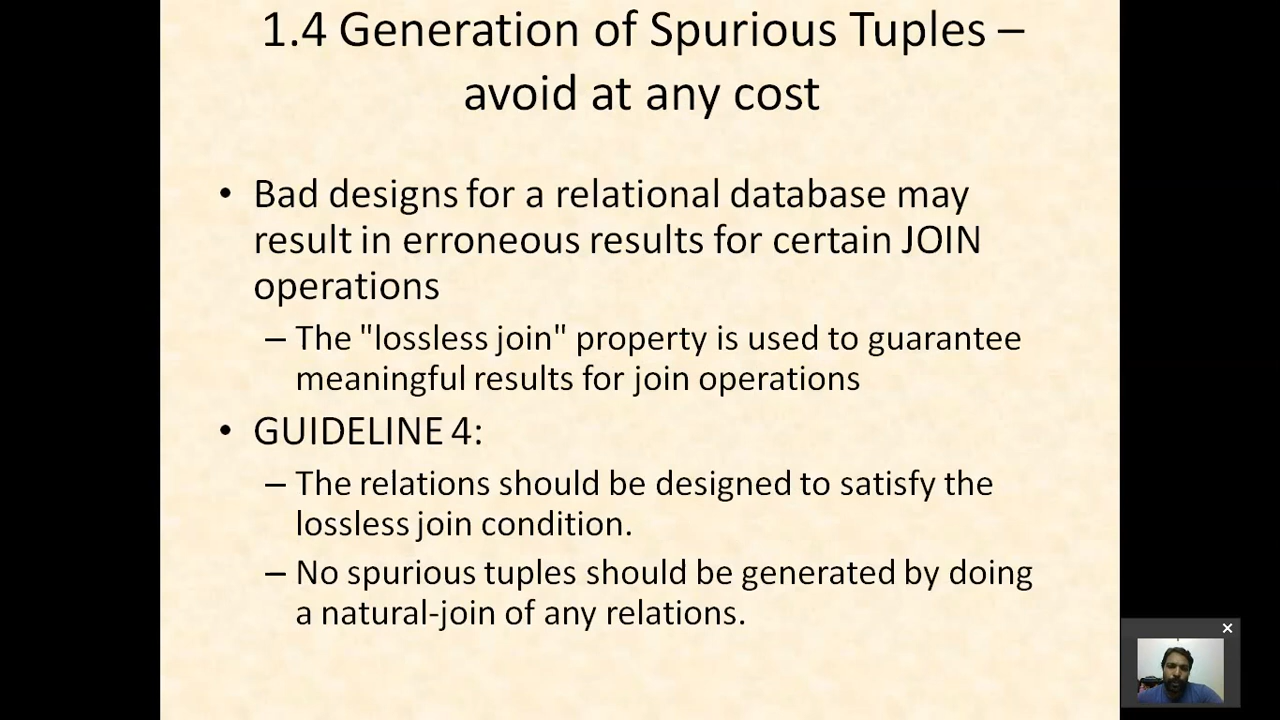 1.4 Generation of Spurious Tuples –
avoid at any cost
• Bad designs for a relational database may
result in erroneous results for certain JOIN
operations
– The "lossless join" property is used to guarantee
meaningful results for join operations
• GUIDELINE 4:
– The relations should be designed to satisfy the
lossless join condition.
– No spurious tuples should be generated by doing
a natural-join of any relations.